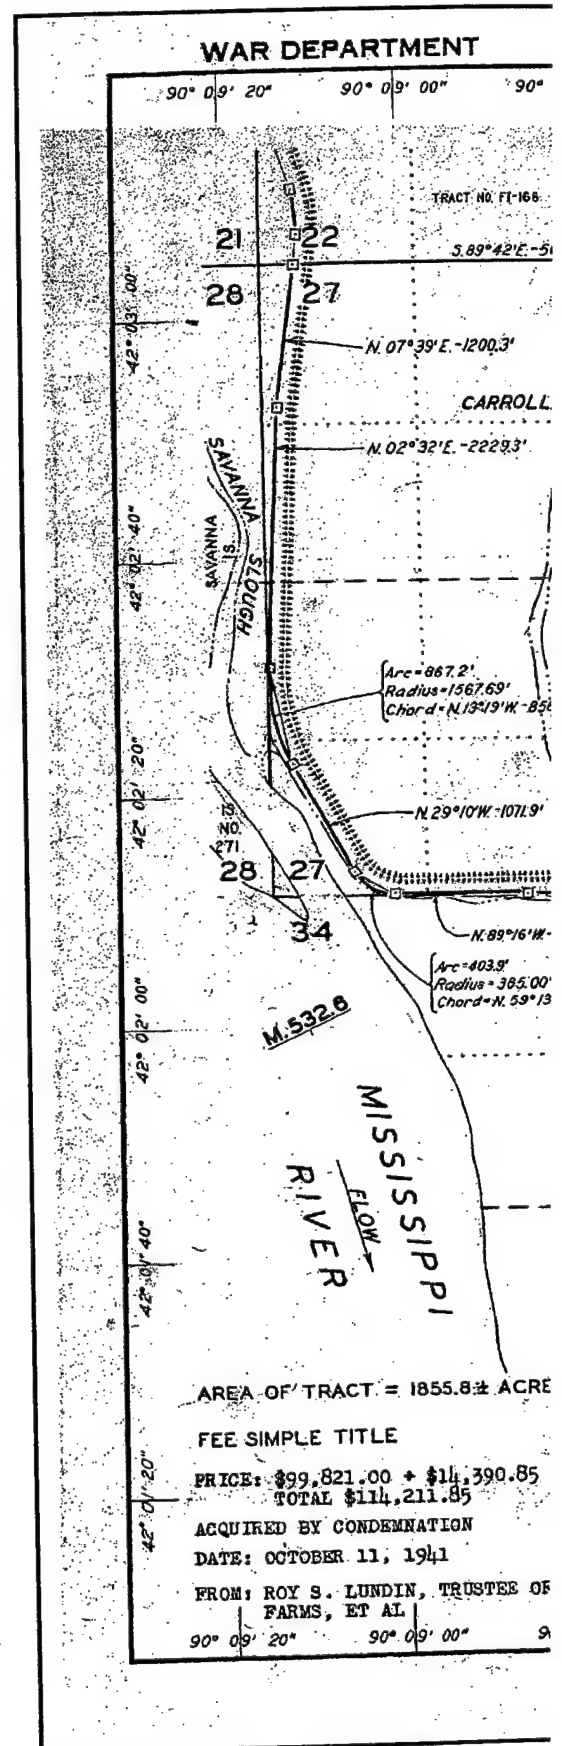 WAR DEPARTMENT
90° 09' 20" 90° 09' 00" 90°
TRACT NO. FI-166
21 22
S.89°42'E.-50
42° 03' 00"
28 27
N. 07°39'E.-1200.3'
CARROLL
N. 02°32'E.-2229.3'
SAVANNA SLOUGH
SAVANNA IS.
42° 02' 40"
Arc=867.2'
Radius=1567.69'
Chord=N.13°19'W.-858
42° 02' 20"
N.29°10'W.-1071.9'
IS.
NO.
271
28 27
34
N.89°16'W.-
Arc=403.9'
Radius=385.00'
Chord=N. 59°13
42° 02' 00"
M.532.6
MISSISSIPPI
RIVER
FLOW
42° 01' 40"
AREA OF TRACT = 1855.8± ACRE
FEE SIMPLE TITLE
PRICE: $99,821.00 + $14,390.85
TOTAL $114,211.85
42° 01' 20"
ACQUIRED BY CONDEMNATION
DATE: OCTOBER 11, 1941
FROM: ROY S. LUNDIN, TRUSTEE OF
FARMS, ET AL
90° 09' 20" 90° 09' 00" 9